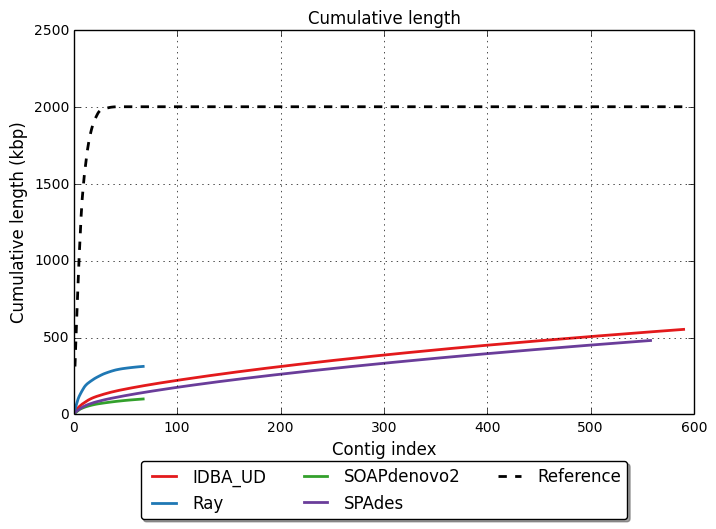 Cumulative length
2500
2000
1500
1000
500
0
Cumulative length (kbp)
0 100 200 300 400 500 600
Contig index
IDBA_UD SOAPdenovo2 Reference
Ray SPAdes